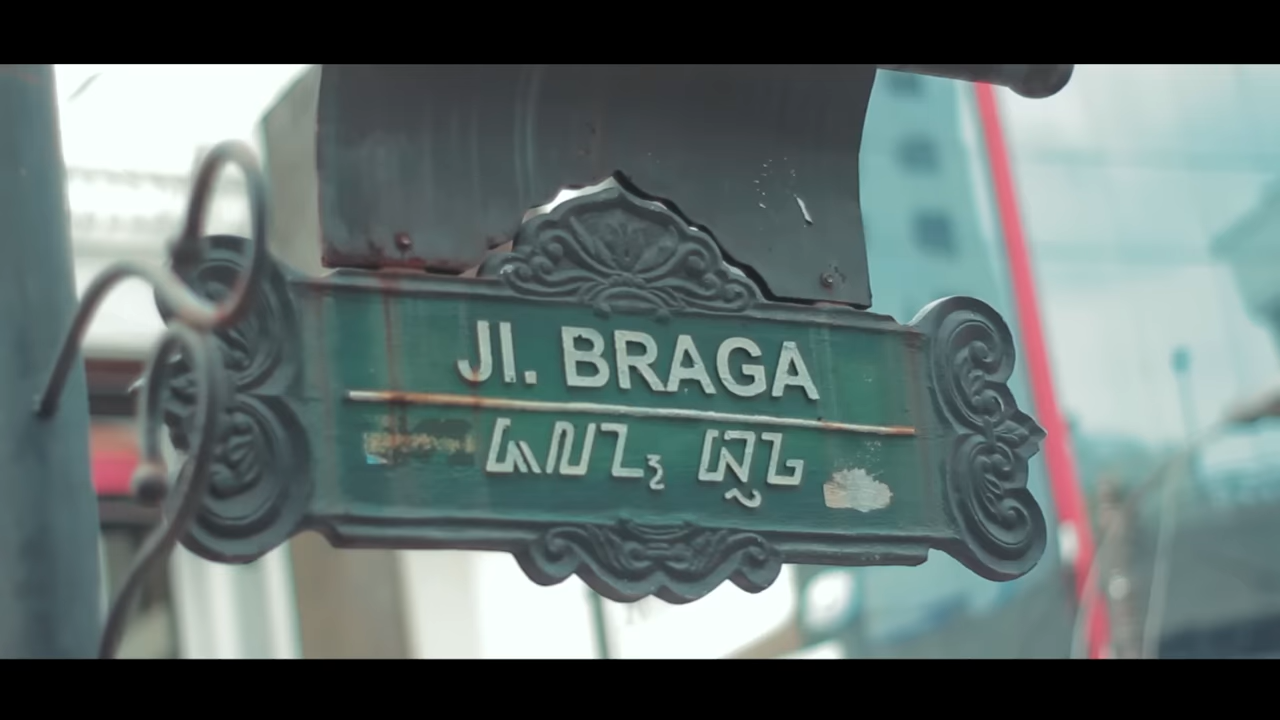 Jl. BRAGA
ᮏᮜᮔ᮪ ᮘᮢᮌ